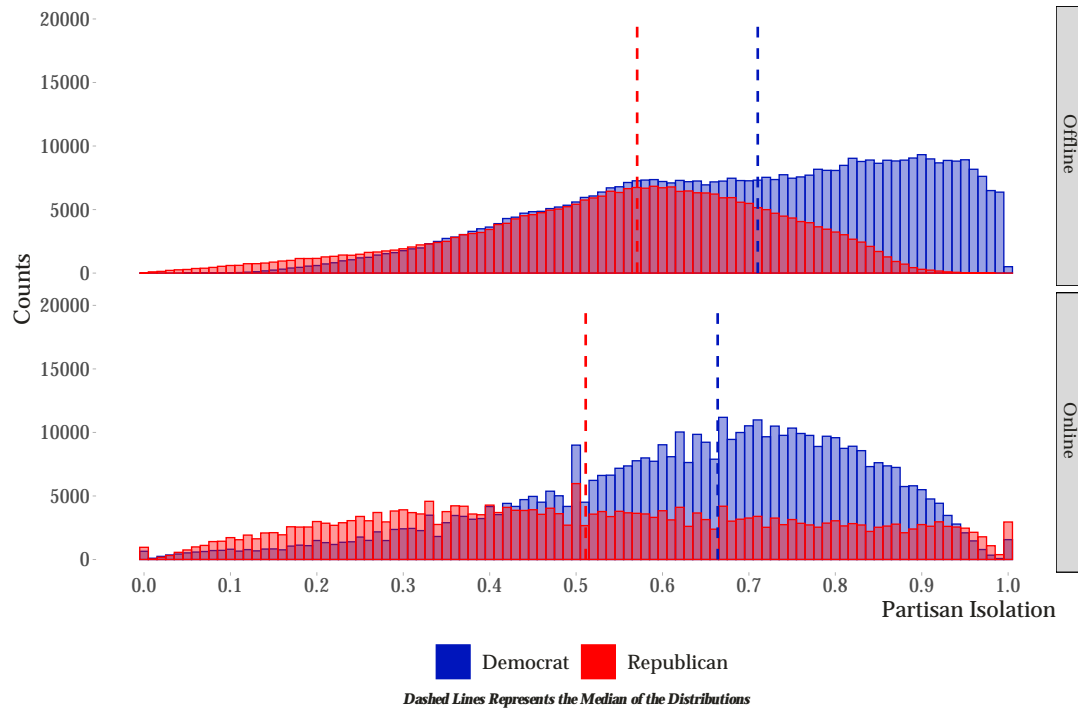 20000
15000
10000
5000
0
Offline
20000
15000
10000
5000
0
Online
Counts
0.0 0.1 0.2 0.3 0.4 0.5 0.6 0.7 0.8 0.9 1.0
Partisan Isolation
Democrat Republican
Dashed Lines Represents the Median of the Distributions